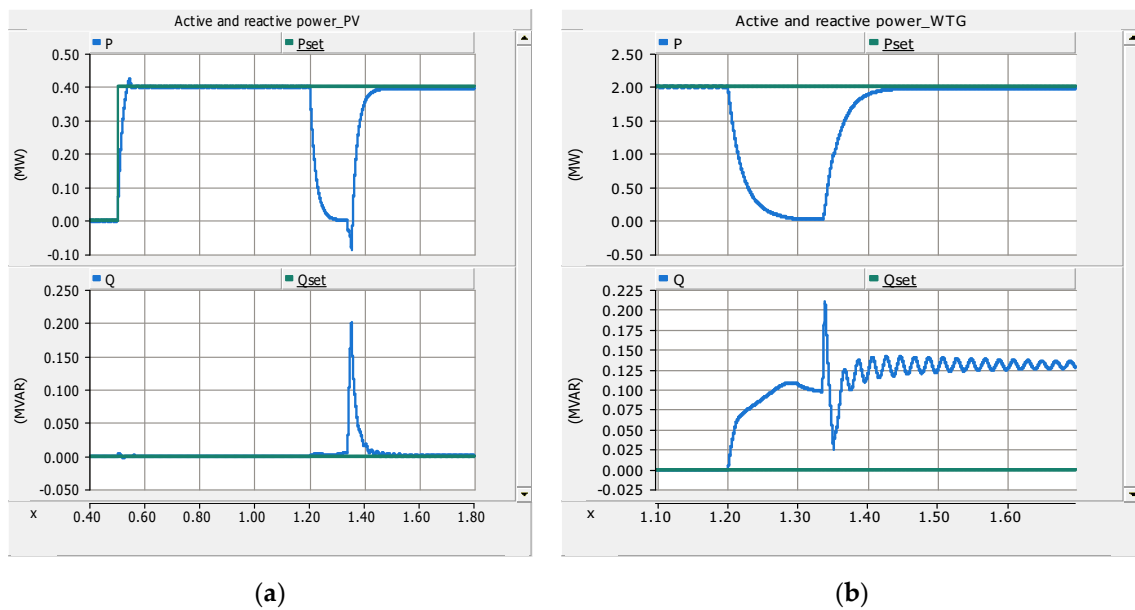 Active and reactive power_PV
P Pset
0.50
0.40
0.30
0.20
0.10
0.00
-0.10
(MW)
Q Qset
0.250
0.200
0.150
0.100
0.050
0.000
-0.050
(MVAR)
x 0.40 0.60 0.80 1.00 1.20 1.40 1.60 1.80
(a)
Active and reactive power_WTG
P Pset
2.50
2.00
1.50
1.00
0.50
0.00
-0.50
(MW)
Q Qset
0.225
0.200
0.175
0.150
0.125
0.100
0.075
0.050
0.025
0.000
-0.025
(MVAR)
x 1.10 1.20 1.30 1.40 1.50 1.60
(b)